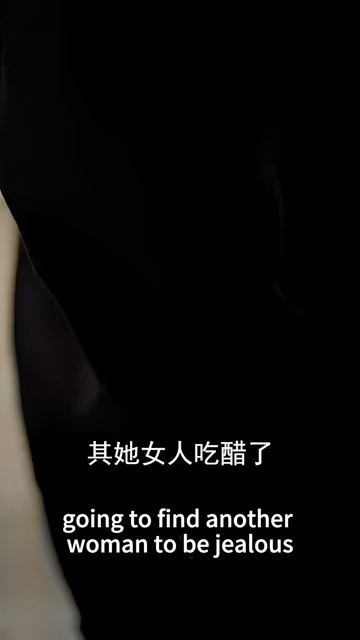 其她女人吃醋了
going to find another
woman to be jealous